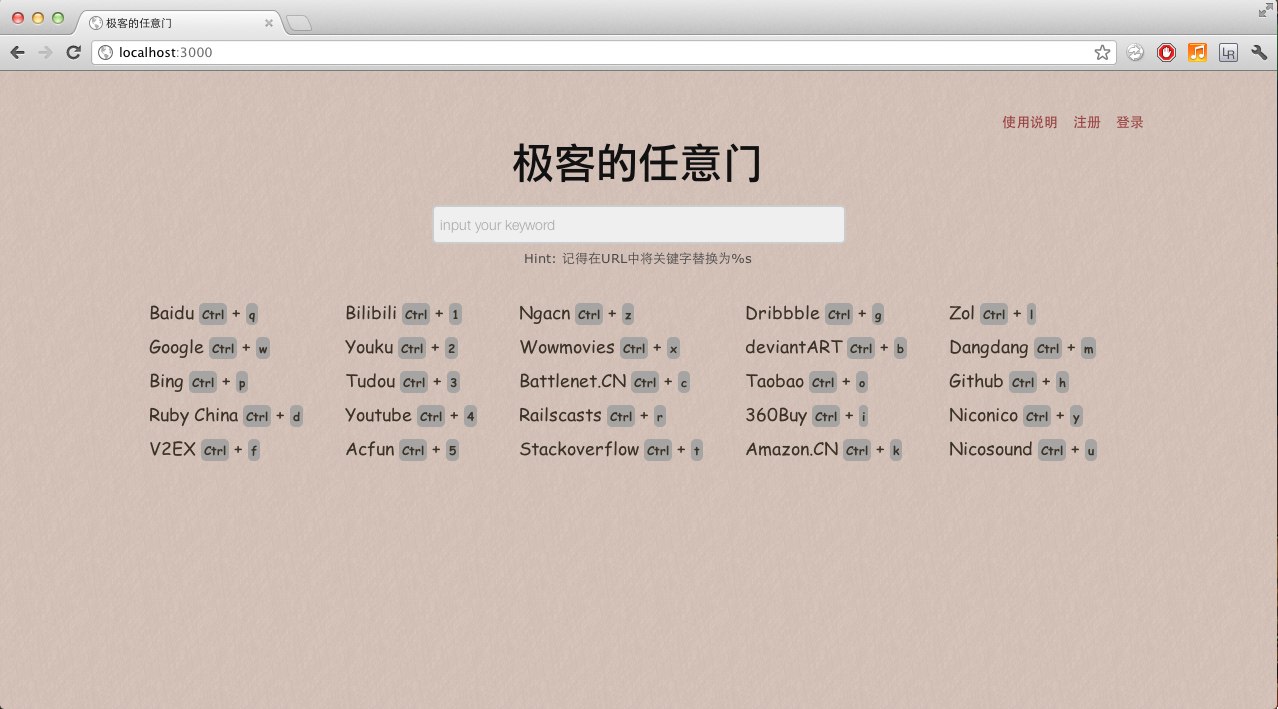 极客的任意门
localhost:3000
使用说明 注册 登录
极客的任意门
input your keyword
Hint: 记得在URL中将关键字替换为%s
Baidu Ctrl + q Bilibili Ctrl + 1 Ngacn Ctrl + z Dribbble Ctrl + g Zol Ctrl + l
Google Ctrl + w Youku Ctrl + 2 Wowmovies Ctrl + x deviantART Ctrl + b Dangdang Ctrl + m
Bing Ctrl + p Tudou Ctrl + 3 Battlenet.CN Ctrl + c Taobao Ctrl + o Github Ctrl + h
Ruby China Ctrl + d Youtube Ctrl + 4 Railscasts Ctrl + r 360Buy Ctrl + i Niconico Ctrl + y
V2EX Ctrl + f Acfun Ctrl + 5 Stackoverflow Ctrl + t Amazon.CN Ctrl + k Nicosound Ctrl + u